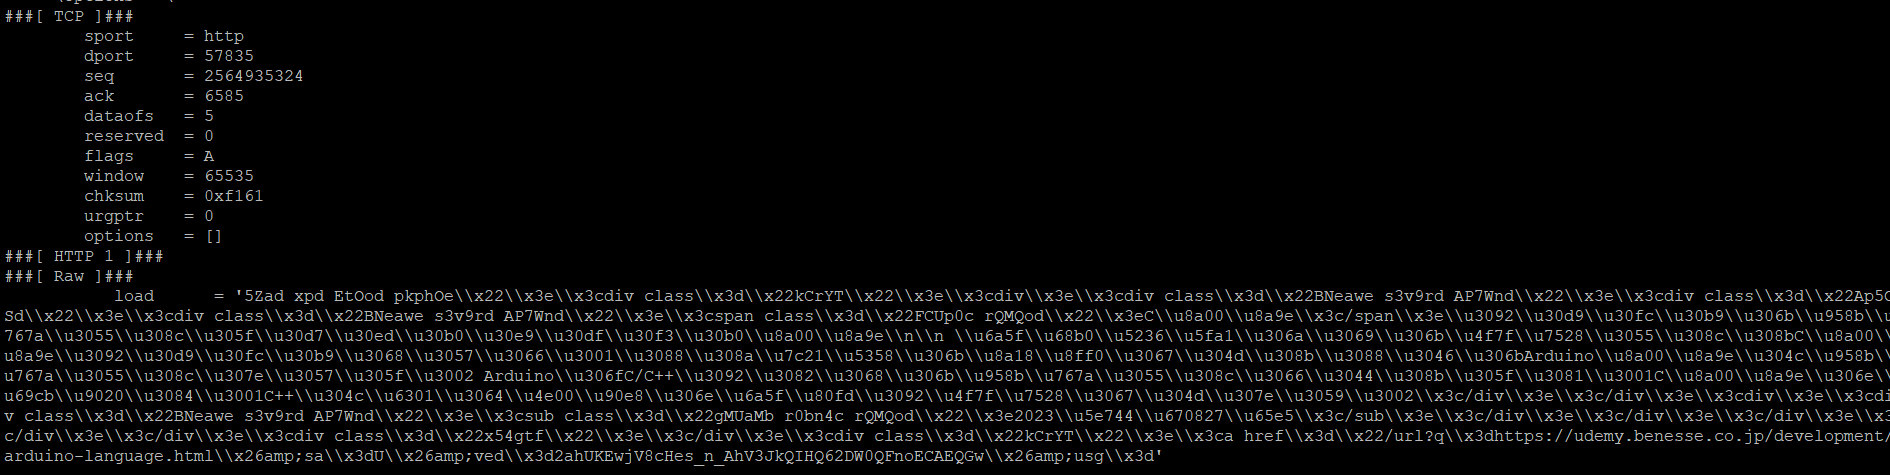 ###[ TCP ]###
sport     = http
dport     = 57835
seq       = 2564935324
ack       = 6585
dataofs   = 5
reserved  = 0
flags     = A
window    = 65535
chksum    = 0xf161
urgptr    = 0
options   = []
###[ HTTP 1 ]###
###[ Raw ]###
load      = '5Zad xpd EtOod pkphOe\\x22\\x3e\\x3cdiv class\\x3d\\x22kCrYT\\x22\\x3e\\x3cdiv\\x3e\\x3cdiv class\\x3d\\x22BNeawe s3v9rd AP7Wnd\\x22\\x3e\\x3cdiv class\\x3d\\x22Ap5
Sd\\x22\\x3e\\x3cdiv class\\x3d\\x22BNeawe s3v9rd AP7Wnd\\x22\\x3e\\x3cspan class\\x3d\\x22FCUp0c rQMQod\\x22\\x3eC\\u8a00\\u8a9e\\x3c/span\\x3e\\u3092\\u30d9\\u30fc\\u30b9\\u306b\\u958b\\
767a\\u3055\\u308c\\u305f\\u30d7\\u30ed\\u30b0\\u30e9\\u30df\\u30f3\\u30b0\\u8a00\\u8a9e\\n\\n \\u6a5f\\u68b0\\u5236\\u5fa1\\u306a\\u3069\\u306b\\u4f7f\\u7528\\u3055\\u308c\\u308bC\\u8a00\\
u8a9e\\u3092\\u30d9\\u30fc\\u30b9\\u3068\\u3057\\u3066\\u3001\\u3088\\u308a\\u7c21\\u5358\\u306b\\u8a18\\u8ff0\\u3067\\u304d\\u308b\\u3088\\u3046\\u306bArduino\\u8a00\\u8a9e\\u304c\\u958b\\
u767a\\u3055\\u308c\\u307e\\u3057\\u305f\\u3002 Arduino\\u306fC/C++\\u3092\\u3082\\u3068\\u306b\\u958b\\u767a\\u3055\\u308c\\u3066\\u3044\\u308b\\u305f\\u3081\\u3001C\\u8a00\\u8a9e\\u306e\\
u69cb\\u9020\\u3084\\u3001C++\\u304c\\u6301\\u3064\\u4e00\\u90e8\\u306e\\u6a5f\\u80fd\\u3092\\u4f7f\\u7528\\u3067\\u304d\\u307e\\u3059\\u3002\\x3c/div\\x3e\\x3c/div\\x3e\\x3cdiv\\x3e\\x3cdi
v class\\x3d\\x22BNeawe s3v9rd AP7Wnd\\x22\\x3e\\x3csub class\\x3d\\x22gMUaMb r0bn4c rQMQod\\x22\\x3e2023\\u5e744\\u670827\\u65e5\\x3c/sub\\x3e\\x3c/div\\x3e\\x3c/div\\x3e\\x3c/div\\x3e\\x3
c/div\\x3e\\x3c/div\\x3e\\x3cdiv class\\x3d\\x22x54gtf\\x22\\x3e\\x3c/div\\x3e\\x3cdiv class\\x3d\\x22kCrYT\\x22\\x3e\\x3ca href\\x3d\\x22/url?q\\x3dhttps://udemy.benesse.co.jp/development/
arduino-language.html\\x26amp;sa\\x3dU\\x26amp;ved\\x3d2ahUKEwjV8cHes_n_AhV3JkQIHQ62DW0QFnoECAEQGw\\x26amp;usg\\x3d'